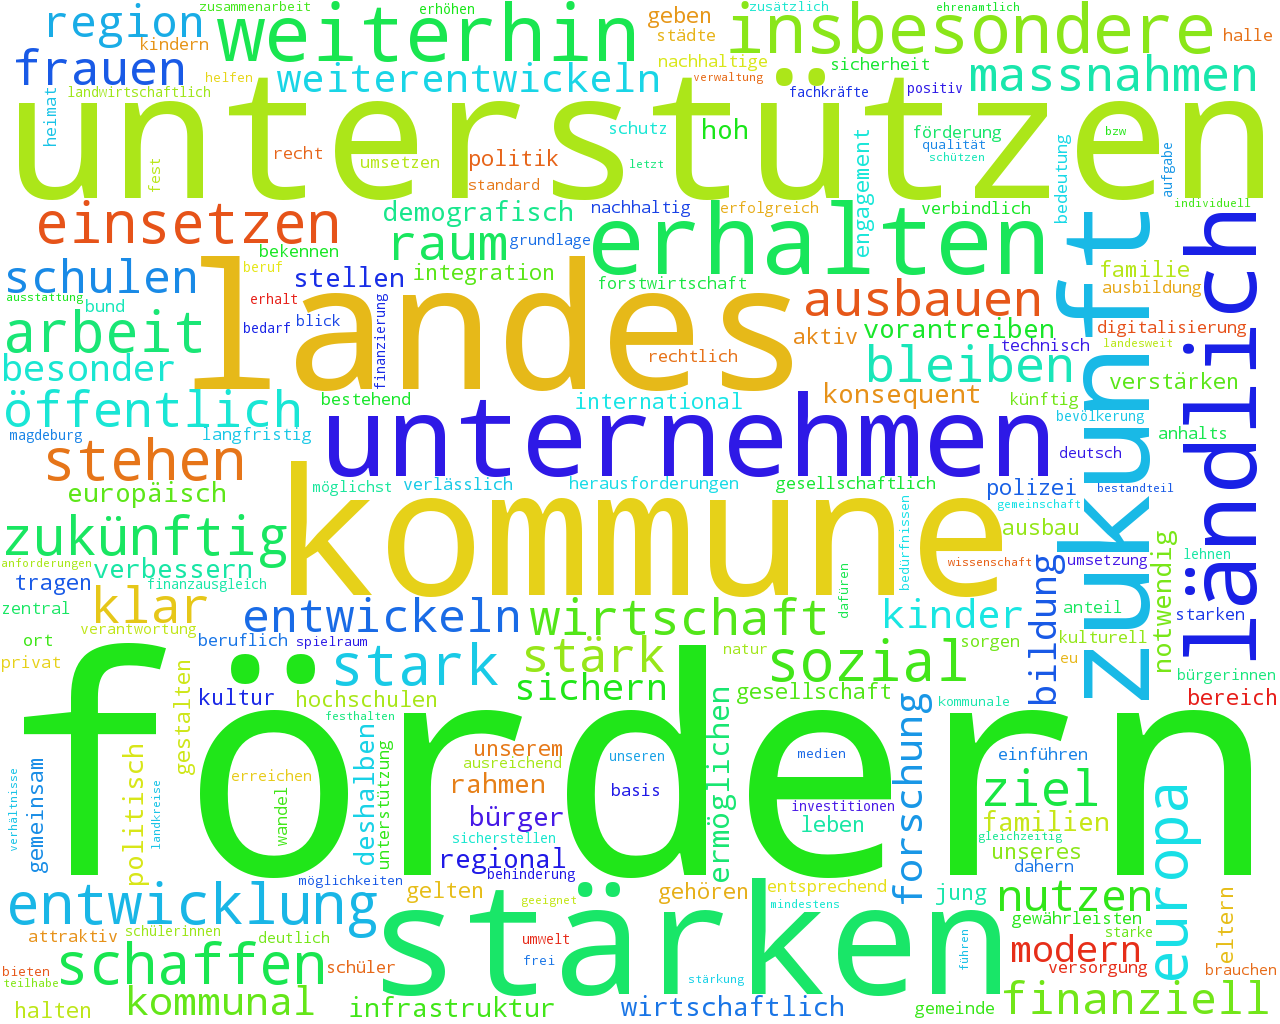 zusammenarbeit
erhöhen
geben
zusätzlich
ehrenamtlich
region
weiterhin
insbesondere
kindern
städte
halle
frauen
helfen
weiterentwickeln
nachhaltige
verwaltung
sicherheit
massnahmen
heimat
landwirtschaftlich
unterstützen
fachkräfte
positiv
schutz
hoh
förderung
bzw
recht
umsetzen
politik
qualität
schützen
letzt
fest
standard
engagement
bedeutung
aufgabe
individuell
einsetzen
demografisch
nachhaltig
erfolgreich
verbindlich
erhalten
ländlich
zukunft
bekennen
raum
grundlage
schulen
beruf
stellen
integration
forstwirtschaft
familie
ausbildung
ausstattung
bund
erhalt
landes
ausbauen
arbeit
bedarf
blick
finanzierung
aktiv
vorantreiben
digitalisierung
technisch
landesweit
besonder
rechtlich
bleiben
verstärken
öffentlich
bestehend
international
konsequent
künftig
bevölkerung
magdeburg
langfristig
unternehmen
anhalts
stehen
deutsch
europäisch
möglichst
verlässlich
herausforderungen
gesellschaftlich
polizei
bestandteil
kommune
bedürfnissen
gemeinschaft
zukünftig
ausbau
notwendig
anforderungen
verbessern
wissenschaft
umsetzung
lehnen
tragen
finanzausgleich
dafüren
bildung
zentral
klar
entwickeln
wirtschaft
kinder
anteil
starken
verantwortung
ort
beruflich
spielraum
stark
stärk
natur
sozial
sorgen
kulturell
privat
eu
bürgerinnen
gestalten
kultur
hochschulen
sichern
gesellschaft
kommunale
bereich
fördern
festhalten
forschung
ermöglichen
politisch
deshalben
unterstützung
unserem
unseren
medien
einführen
verhältnisse
gemeinsam
landkreise
erreichen
ausreichend
rahmen
basis
investitionen
ziel
europa
wandel
bürger
leben
familien
sicherstellen
gleichzeitig
regional
unseres
behinderung
dahern
möglichkeiten
gelten
gehören
entsprechend
jung
nutzen
entwicklung
geeignet
stärken
mindestens
gewährleisten
eltern
attraktiv
schülerinnen
deutlich
umwelt
starke
führen
modern
bieten
schaffen
schüler
frei
versorgung
brauchen
teilhabe
stärkung
halten
kommunal
infrastruktur
wirtschaftlich
gemeinde
finanziell